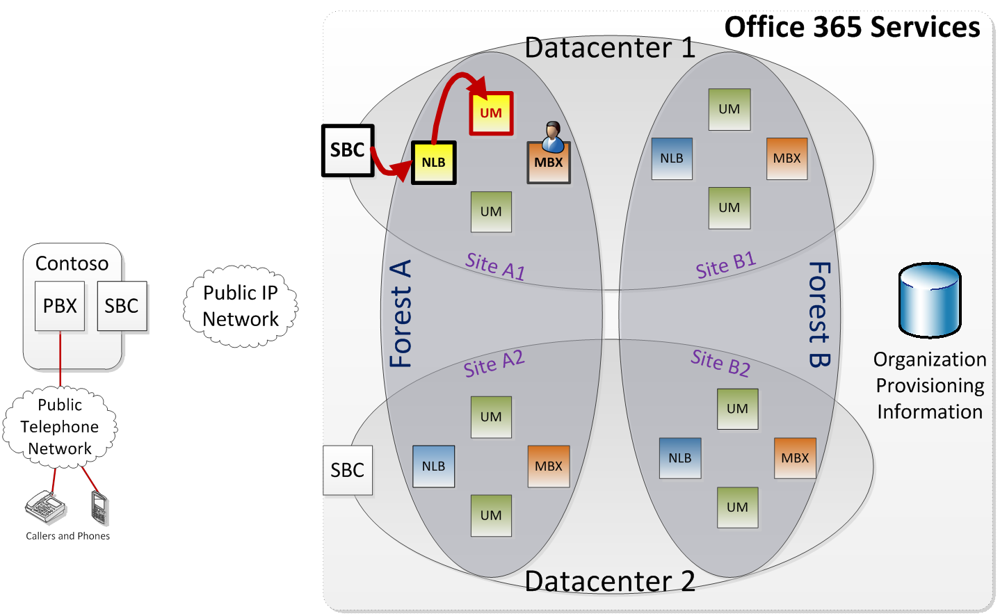 Office 365 Services
Datacenter 1
UM
SBC
NLB
MBX
UM
UM
NLB
MBX
UM
Site A1
Site B1
Forest A
Forest B
Contoso
PBX
SBC
Public IP
Network
Public
Telephone
Network
Callers and Phones
Site A2
Site B2
UM
SBC
NLB
MBX
UM
UM
NLB
MBX
UM
Datacenter 2
Organization
Provisioning
Information